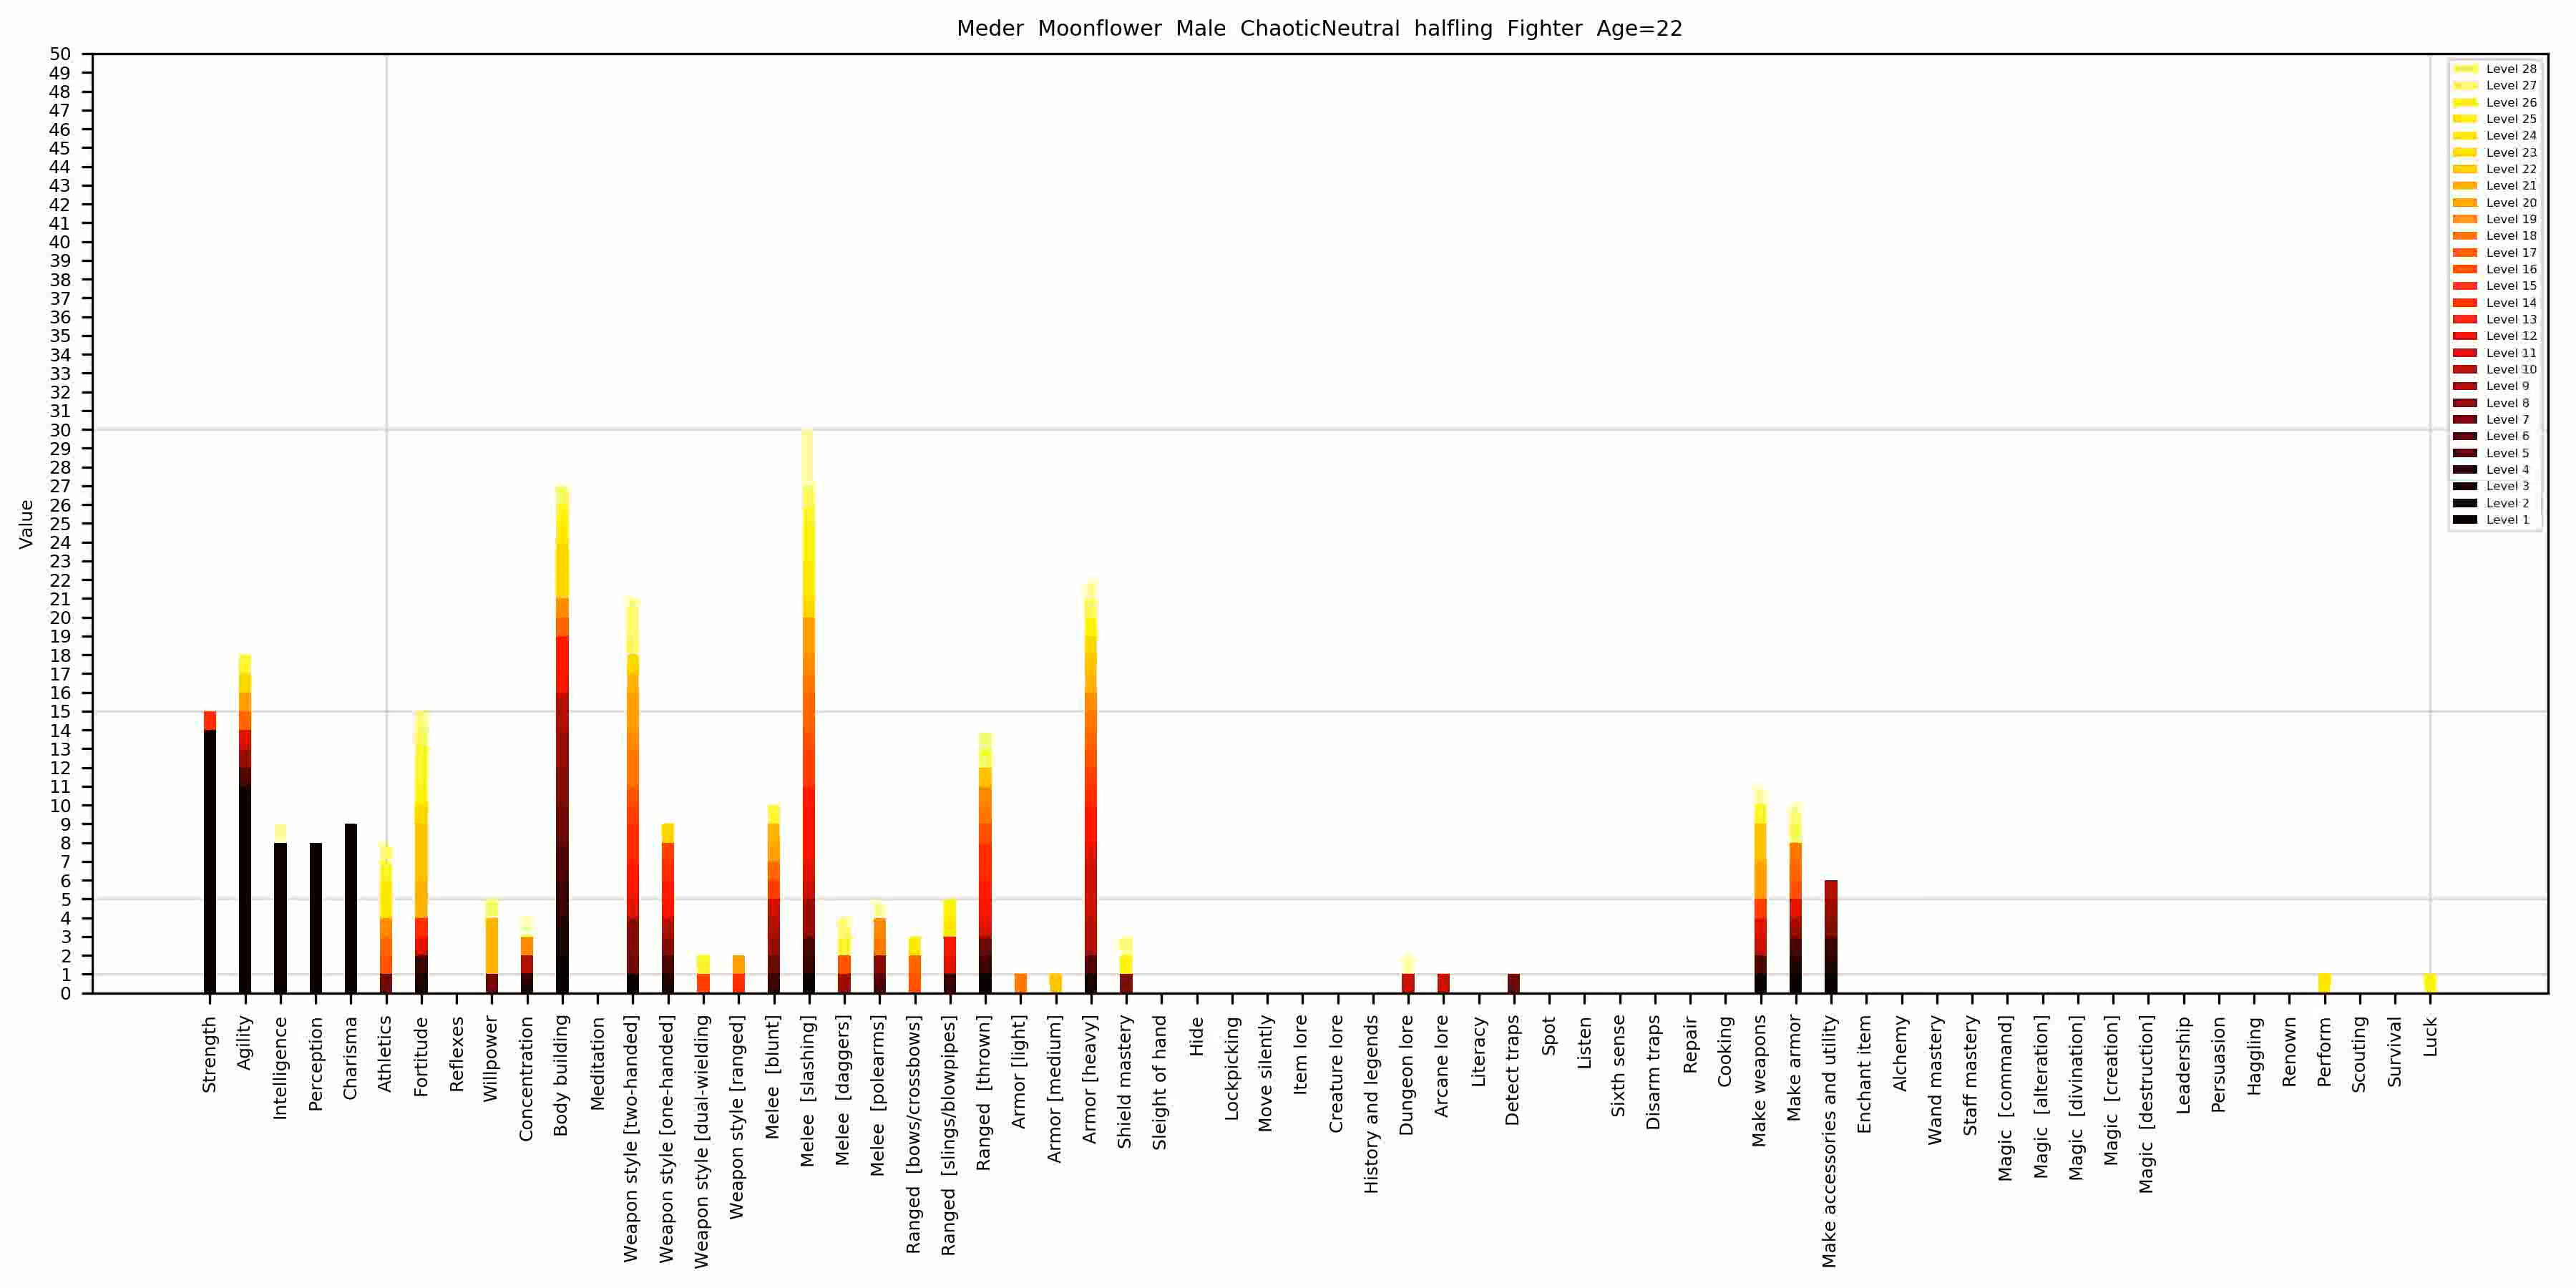 Meder  Moonflower  Male  ChaoticNeutral  halfling  Fighter  Age=22
50
49
48
47
46
45
44
43
42
41
40
39
38
37
36
35
34
33
32
31
30
29
28
27
26
25
24
23
22
21
20
19
18
17
16
15
14
13
12
11
10
9
8
7
6
5
4
3
2
1
0
Value
Level 28
Level 27
Level 26
Level 25
Level 24
Level 23
Level 22
Level 21
Level 20
Level 19
Level 18
Level 17
Level 16
Level 15
Level 14
Level 13
Level 12
Level 11
Level 10
Level 9
Level 8
Level 7
Level 6
Level 5
Level 4
Level 3
Level 2
Level 1
Strength
Agility
Intelligence
Perception
Charisma
Athletics
Fortitude
Reflexes
Willpower
Concentration
Body building
Meditation
Weapon style [two-handed]
Weapon style [one-handed]
Weapon style [dual-wielding
Weapon style [ranged]
Melee  [blunt]
Melee  [slashing]
Melee  [daggers]
Melee  [polearms]
Ranged  [bows/crossbows]
Ranged  [slings/blowpipes]
Ranged  [thrown]
Armor [light]
Armor [medium]
Armor [heavy]
Shield mastery
Sleight of hand
Hide
Lockpicking
Move silently
Item lore
Creature lore
History and legends
Dungeon lore
Arcane lore
Literacy
Detect traps
Spot
Listen
Sixth sense
Disarm traps
Repair
Cooking
Make weapons
Make armor
Make accessories and utility
Enchant item
Alchemy
Wand mastery
Staff mastery
Magic  [command]
Magic  [alteration]
Magic  [divination]
Magic  [creation]
Magic  [destruction]
Leadership
Persuasion
Haggling
Renown
Perform
Scouting
Survival
Luck